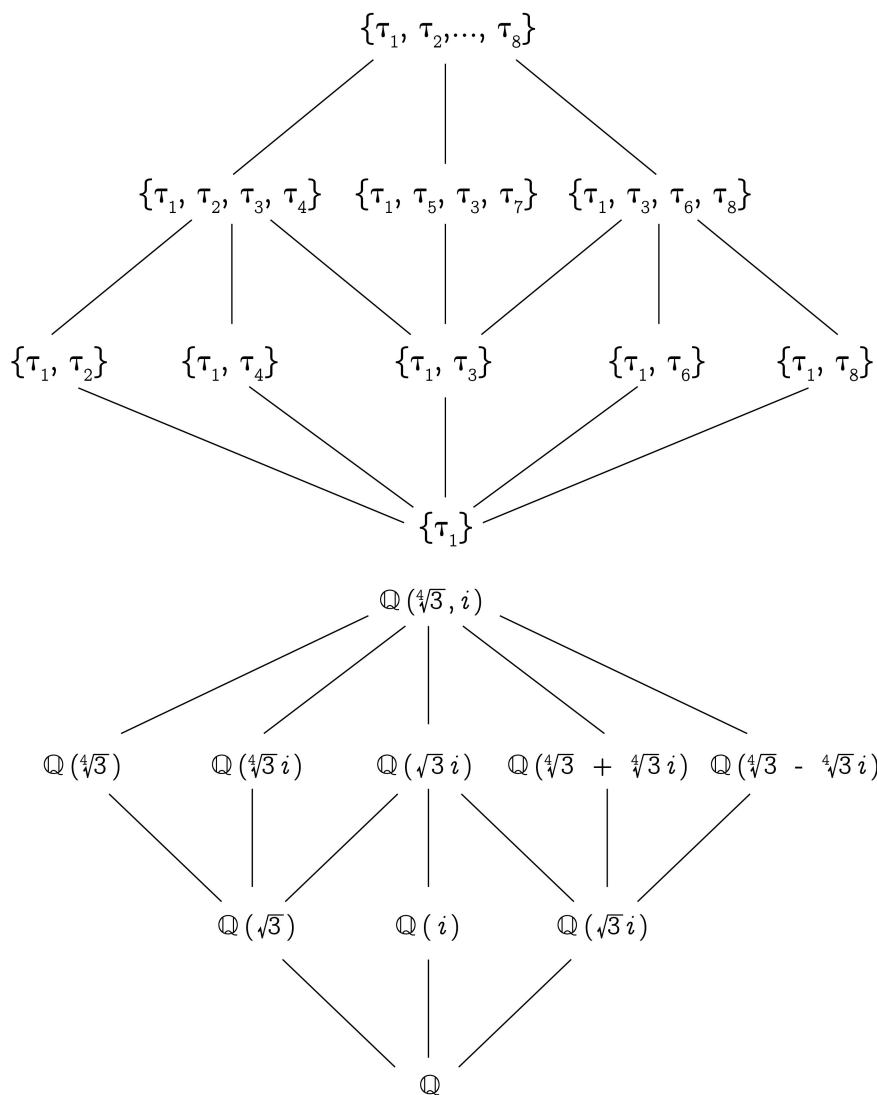 {τ₁, τ₂,..., τ₈}
{τ₁, τ₂, τ₃, τ₄} {τ₁, τ₅, τ₃, τ₇} {τ₁, τ₃, τ₆, τ₈}
{τ₁, τ₂} {τ₁, τ₄} {τ₁, τ₃} {τ₁, τ₆} {τ₁, τ₈}
{τ₁}
ℚ(∜3, i)
ℚ(∜3) ℚ(∜3 i) ℚ(√3 i) ℚ(∜3 + ∜3 i) ℚ(∜3 - ∜3 i)
ℚ(√3) ℚ(i) ℚ(√3 i)
ℚ